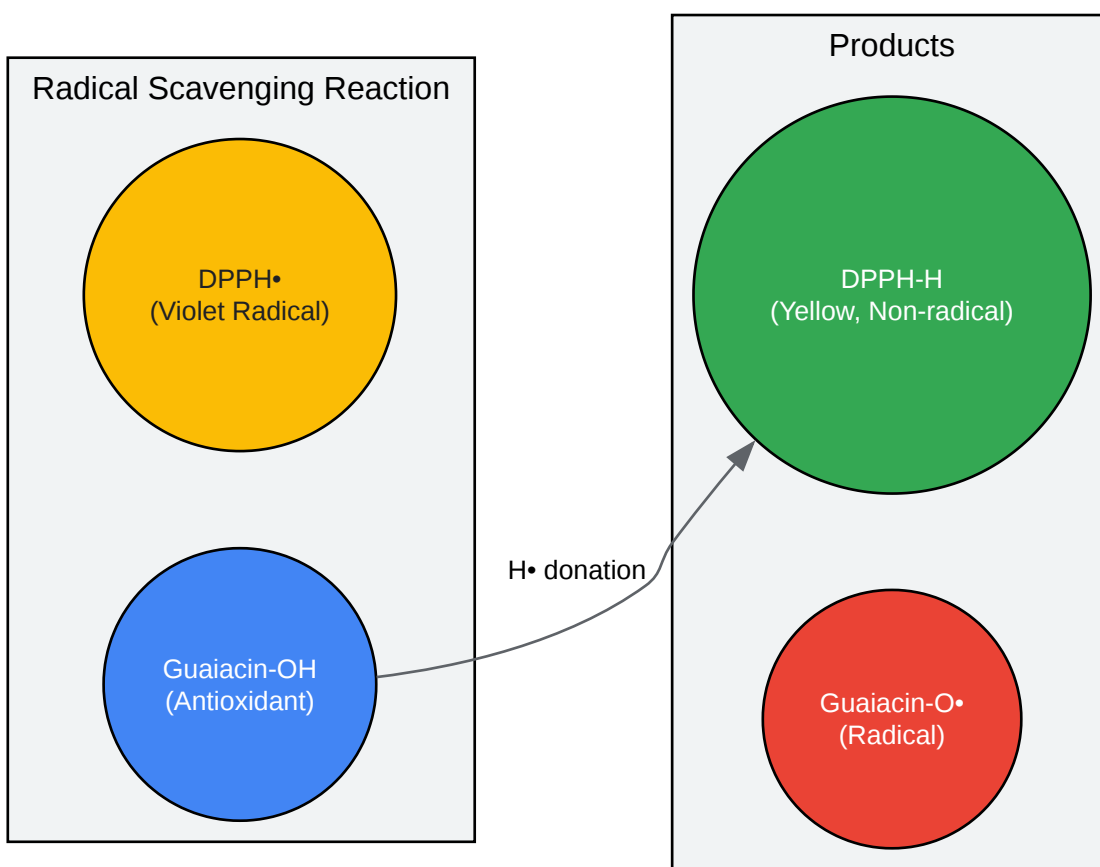 Radical Scavenging Reaction
DPPH•
(Violet Radical)
Guaiacin-OH
(Antioxidant)
H• donation
Products
DPPH-H
(Yellow, Non-radical)
Guaiacin-O•
(Radical)